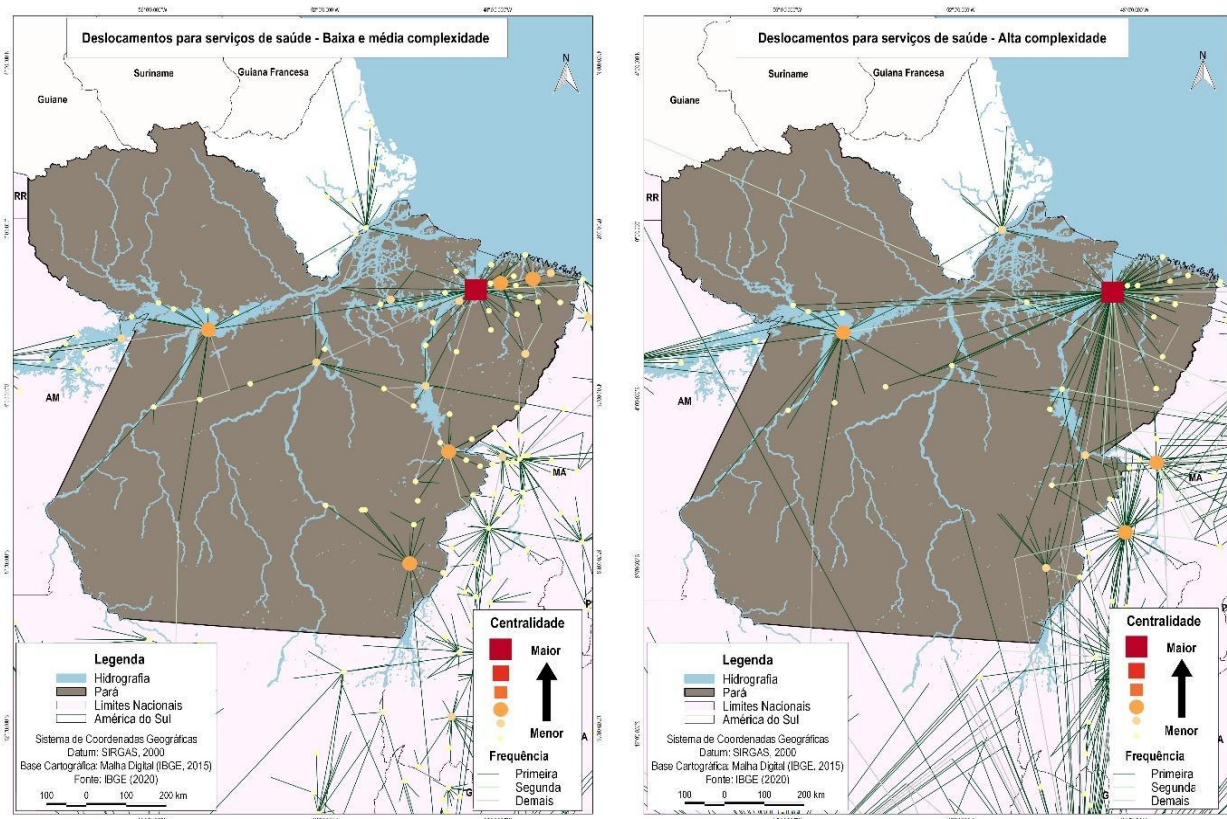 Deslocamentos para serviços de saúde - Baixa e média complexidade
N
Suriname
Guiana Francesa
Guiane
RR
AM
MA
Centralidade
Maior
Menor
Frequência
Primeira
Segunda
Demais
Legenda
Hidrografia
Pará
Limites Nacionais
América do Sul
Sistema de Coordenadas Geográficas
Datum: SIRGAS, 2000
Base Cartográfica: Malha Digital (IBGE, 2015)
Fonte: IBGE (2020)
100 0 100 200 km
Deslocamentos para serviços de saúde - Alta complexidade
N
Suriname
Guiana Francesa
Guiane
RR
AM
MA
Centralidade
Maior
Menor
Frequência
Primeira
Segunda
Demais
Legenda
Hidrografia
Pará
Limites Nacionais
América do Sul
Sistema de Coordenadas Geográficas
Datum: SIRGAS, 2000
Base Cartográfica: Malha Digital (IBGE, 2015)
Fonte: IBGE (2020)
100 0 100 200 km